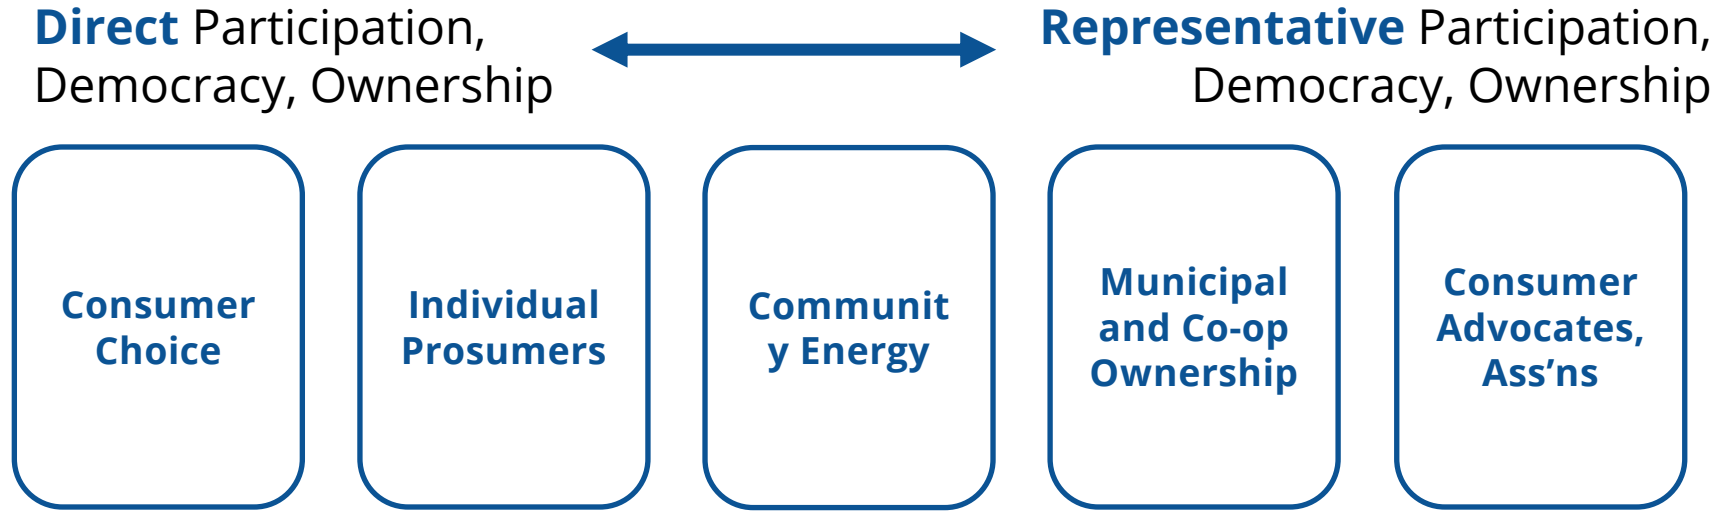 Direct Participation,
Democracy, Ownership
Representative Participation,
Democracy, Ownership
Consumer
Choice
Individual
Prosumers
Communit
y Energy
Municipal
and Co-op
Ownership
Consumer
Advocates,
Ass’ns